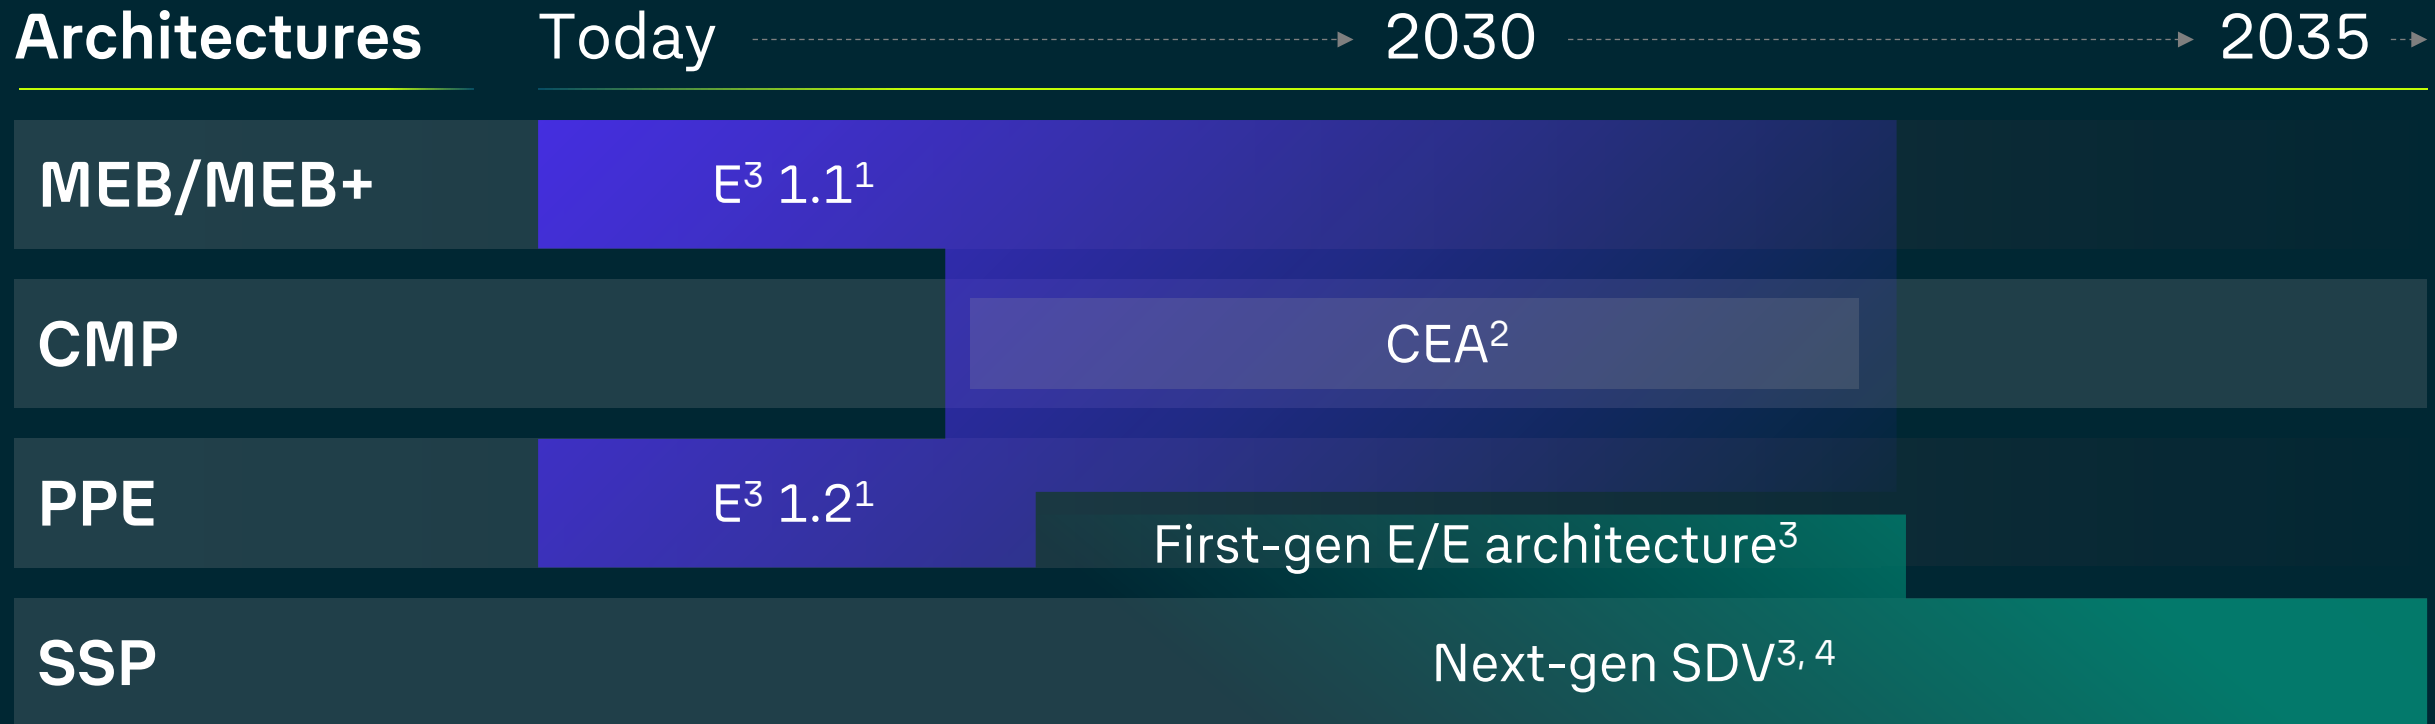 Architectures Today 2030 2035
MEB/MEB+ E³ 1.1¹
CMP CEA²
PPE E³ 1.2¹
First-gen E/E architecture³
SSP Next-gen SDV³˒ ⁴